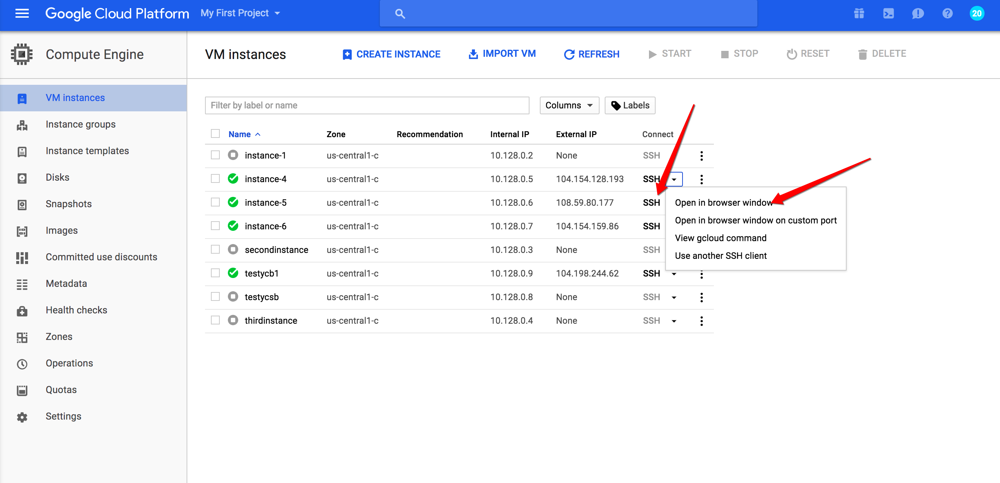 Google Cloud Platform My First Project
20
Compute Engine
VM instances
CREATE INSTANCE
IMPORT VM
REFRESH
START
STOP
RESET
DELETE
VM instances
Instance groups
Instance templates
Disks
Snapshots
Images
Committed use discounts
Metadata
Health checks
Zones
Operations
Quotas
Settings
Filter by label or name
Columns
Labels
Name Zone Recommendation Internal IP External IP Connect
instance-1 us-central1-c 10.128.0.2 None SSH
instance-4 us-central1-c 10.128.0.5 104.154.128.193 SSH
instance-5 us-central1-c 10.128.0.6 108.59.80.177 SSH
instance-6 us-central1-c 10.128.0.7 104.154.159.86 SSH
secondinstance us-central1-c 10.128.0.3 None SSH
testycb1 us-central1-c 10.128.0.9 104.198.244.62 SSH
testycsb us-central1-c 10.128.0.8 None SSH
thirdinstance us-central1-c 10.128.0.4 None SSH
Open in browser window
Open in browser window on custom port
View gcloud command
Use another SSH client